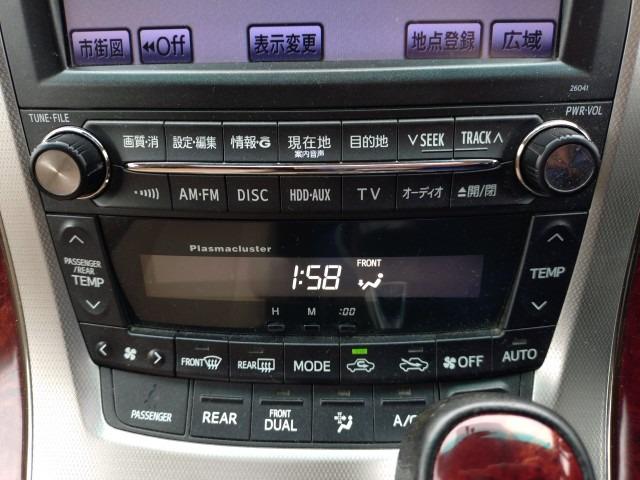 市街図 Off 表示変更 地点登録 広域
26041
TUNE・FILE PWR・VOL
画質・消 設定・編集 情報・G 現在地 目的地 ∨SEEK TRACK∧
案内音声
AM・FM DISC HDD・AUX TV オーディオ ▲開/閉
Plasmacluster
PASSENGER
/REAR
TEMP
FRONT
1:58
TEMP
H M :00
FRONT REAR MODE OFF AUTO
PASSENGER REAR FRONT
DUAL A/C